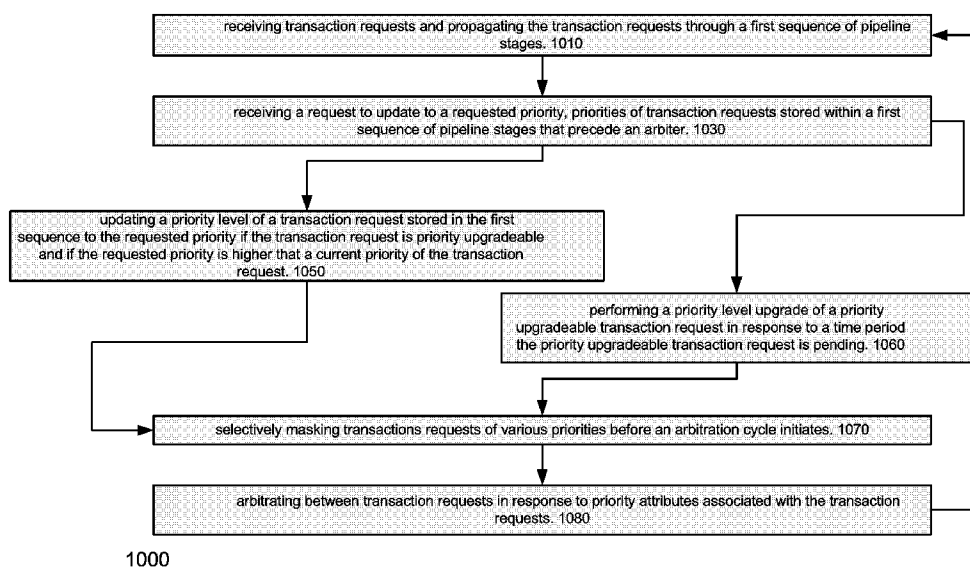 receiving transaction requests and propagating the transaction requests through a first sequence of pipeline
stages. 1010
receiving a request to update to a requested priority, priorities of transaction requests stored within a first
sequence of pipeline stages that precede an arbiter. 1030
updating a priority level of a transaction request stored in the first
sequence to the requested priority if the transaction request is priority upgradeable
and if the requested priority is higher that a current priority of the transaction
request. 1050
performing a priority level upgrade of a priority
upgradeable transaction request in response to a time period
the priority upgradeable transaction request is pending. 1060
selectively masking transactions requests of various priorities before an arbitration cycle initiates. 1070
arbitrating between transaction requests in response to priority attributes associated with the transaction
requests. 1080
1000